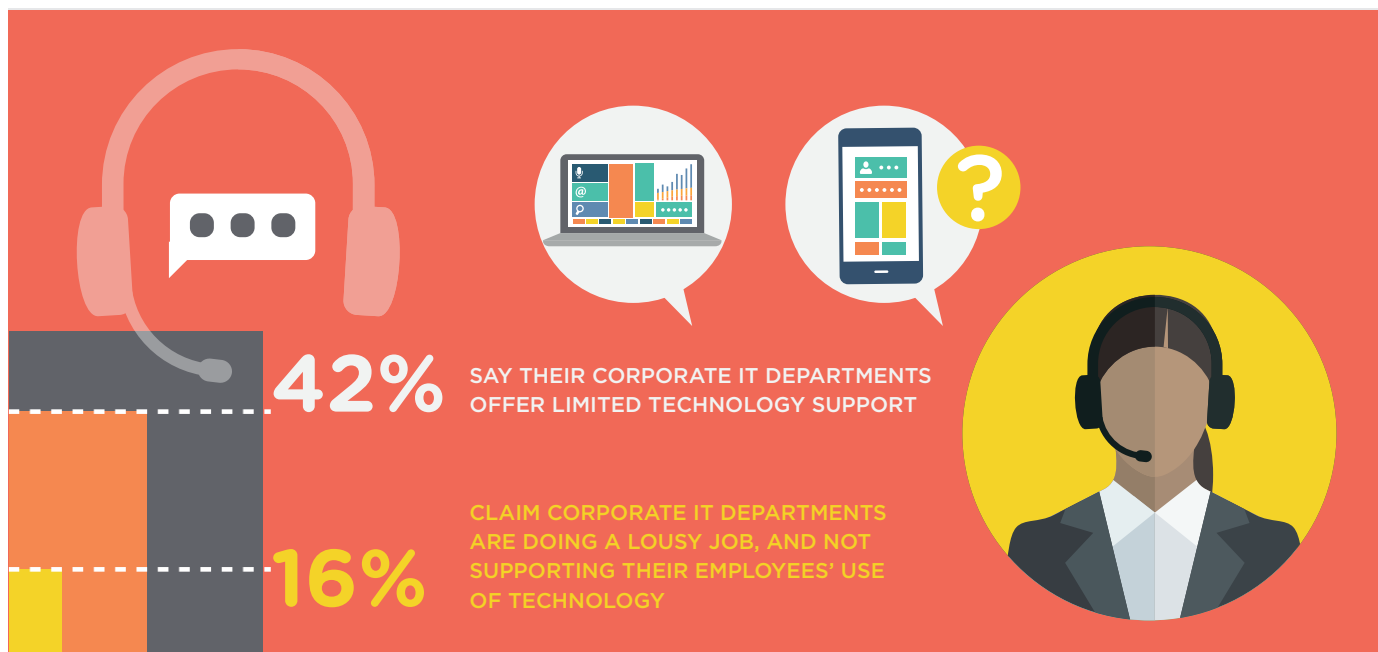 @
?
42%
SAY THEIR CORPORATE IT DEPARTMENTS
OFFER LIMITED TECHNOLOGY SUPPORT
16%
CLAIM CORPORATE IT DEPARTMENTS
ARE DOING A LOUSY JOB, AND NOT
SUPPORTING THEIR EMPLOYEES’ USE
OF TECHNOLOGY